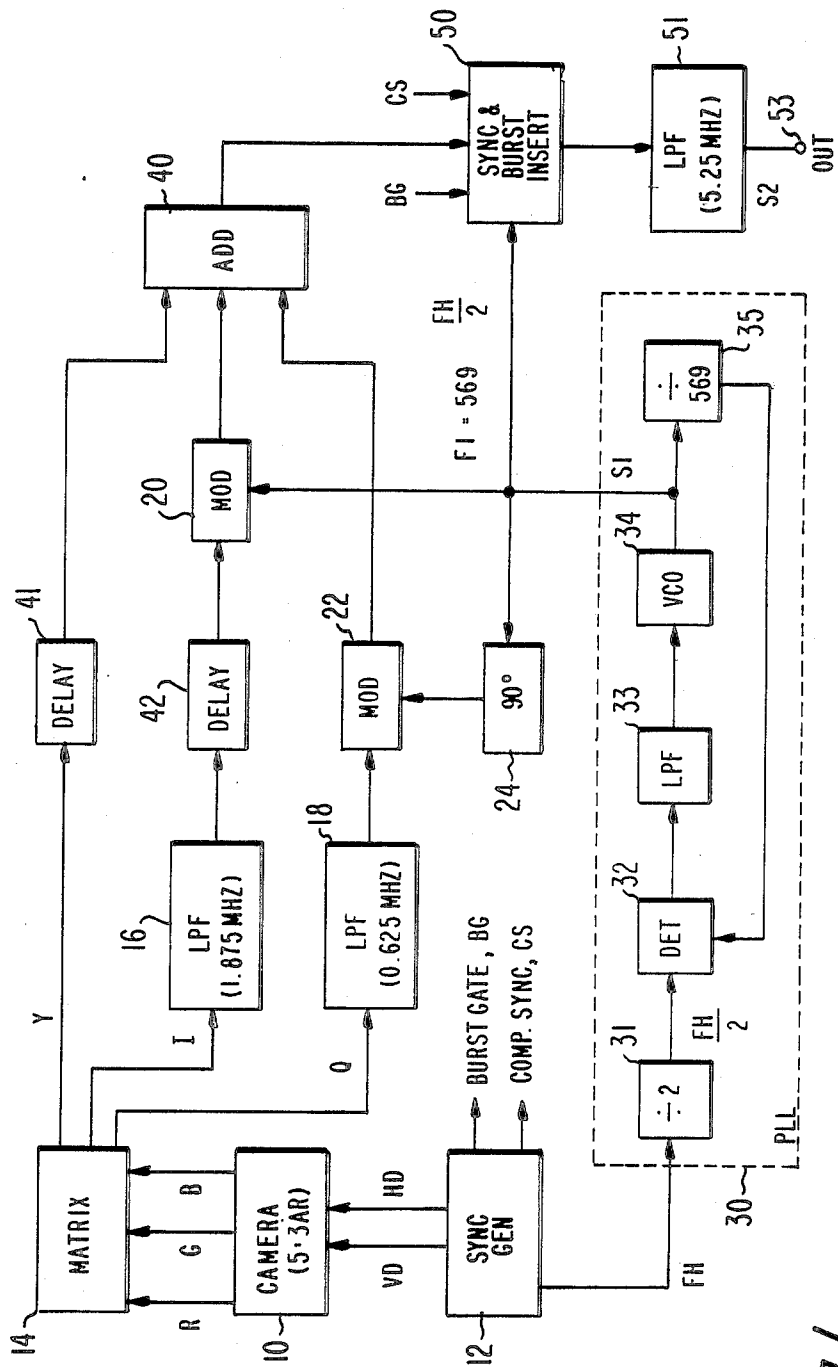 14
MATRIX
Y
I
Q
R
G
B
CAMERA
(5·3AR)
10
VD
HD
SYNC
GEN
12
FH
BURST GATE, BG
COMP. SYNC, CS
16
LPF
(1.875 MHZ)
18
LPF
(0.625 MHZ)
41
DELAY
42
DELAY
20
MOD
22
MOD
24
90°
40
ADD
F1 = 569 FH/2
BG
CS
50
SYNC &
BURST
INSERT
51
LPF
(5.25 MHZ)
S2
53
OUT
30
PLL
31
÷2
FH/2
32
DET
33
LPF
34
VCO
S1
35
÷
569